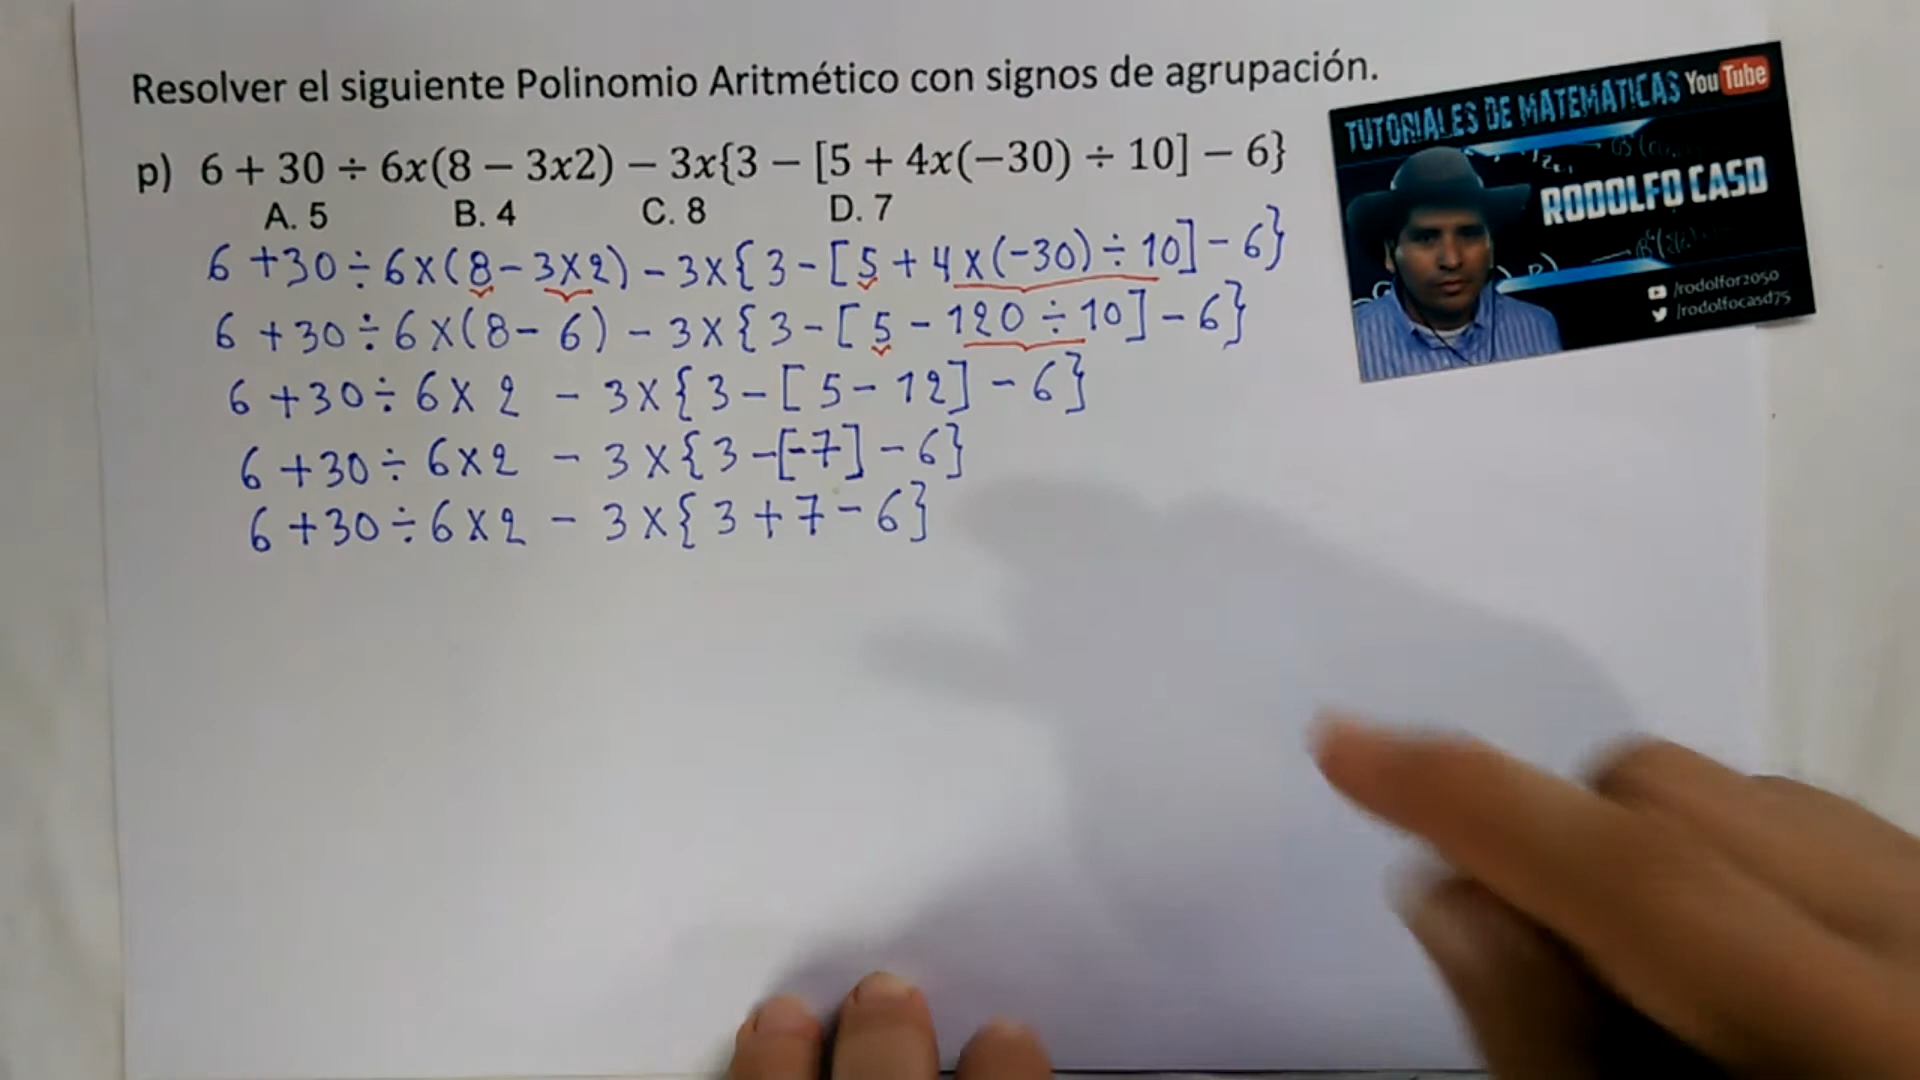 Resolver el siguiente Polinomio Aritmético con signos de agrupación.
p) 6 + 30 ÷ 6x(8 − 3x2) − 3x{3 − [5 + 4x(−30) ÷ 10] − 6}
A. 5 B. 4 C. 8 D. 7
6 + 30 ÷ 6 × (8 − 3 × 2) − 3 × { 3 − [ 5 + 4 × (−30) ÷ 10 ] − 6 }
6 + 30 ÷ 6 × (8 − 6) − 3 × { 3 − [ 5 − 120 ÷ 10 ] − 6 }
6 + 30 ÷ 6 × 2 − 3 × { 3 − [ 5 − 12 ] − 6 }
6 + 30 ÷ 6 × 2 − 3 × { 3 − [−7] − 6 }
6 + 30 ÷ 6 × 2 − 3 × { 3 + 7 − 6 }
TUTORIALES DE MATEMATICAS YouTube
RODOLFO CASD
/rodolfor2050
/rodolfocasd75